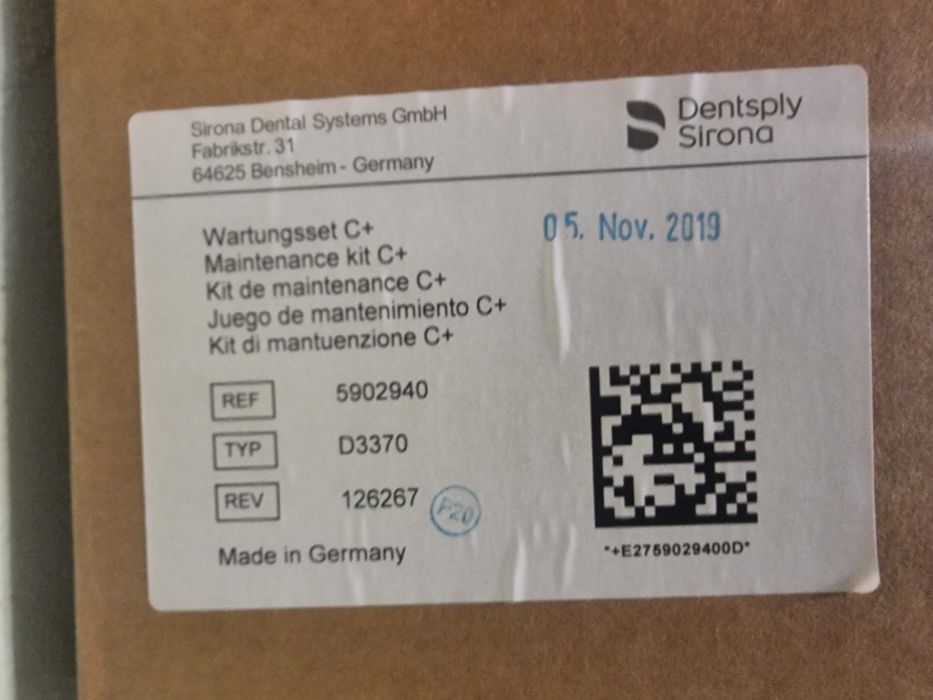 Sirona Dental Systems GmbH
Fabrikstr. 31
64625 Bensheim - Germany
Dentsply
Sirona
Wartungsset C+
Maintenance kit C+
Kit de maintenance C+
Juego de mantenimiento C+
Kit di mantuenzione C+
05. Nov. 2019
REF 5902940
TYP D3370
REV 126267
P20
Made in Germany
*+E2759029400D*